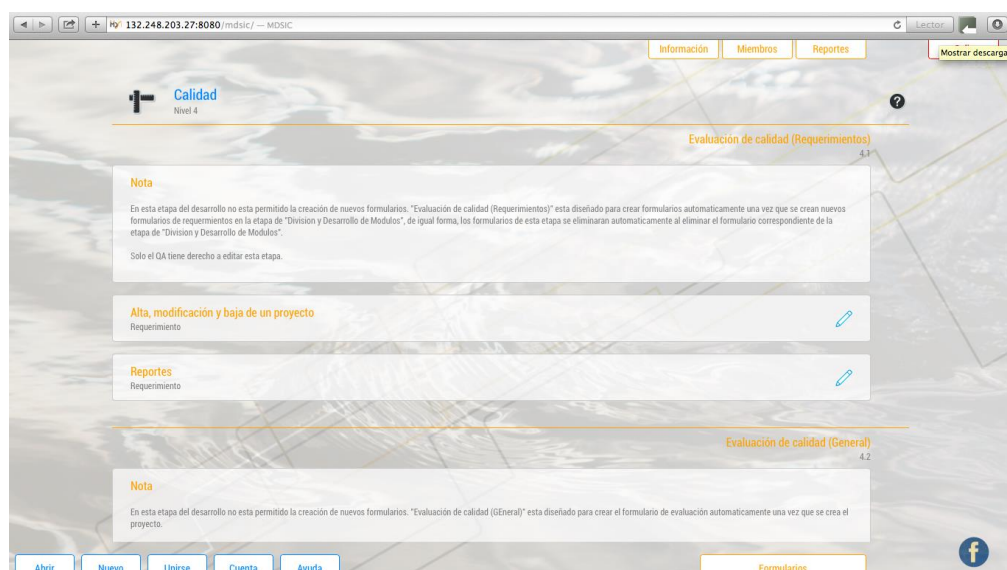 132.248.203.27:8080/mdsic/ — MDSIC
Lector
Información Miembros Reportes
Mostrar descarga
Calidad
Nivel 4
Evaluación de calidad (Requerimientos)
4.1
Nota
En esta etapa del desarrollo no esta permitido la creación de nuevos formularios. "Evaluación de calidad (Requerimientos)" esta diseñado para crear formularios automaticamente una vez que se crean nuevos
formularios de requermientos en la etapa de "Division y Desarrollo de Modulos", de igual forma, los formularios de esta etapa se eliminaran automaticamente al eliminar el formulario correspondiente de la
etapa de "Division y Desarrollo de Modulos".
Solo el QA tiene derecho a editar esta etapa.
Alta, modificación y baja de un proyecto
Requerimiento
Reportes
Requerimiento
Evaluación de calidad (General)
4.2
Nota
En esta etapa del desarrollo no esta permitido la creación de nuevos formularios. "Evaluación de calidad (GEneral)" esta diseñado para crear el formulario de evaluación automaticamente una vez que se crea el
proyecto.
Abrir Nuevo Unirse Cuenta Ayuda Formularios